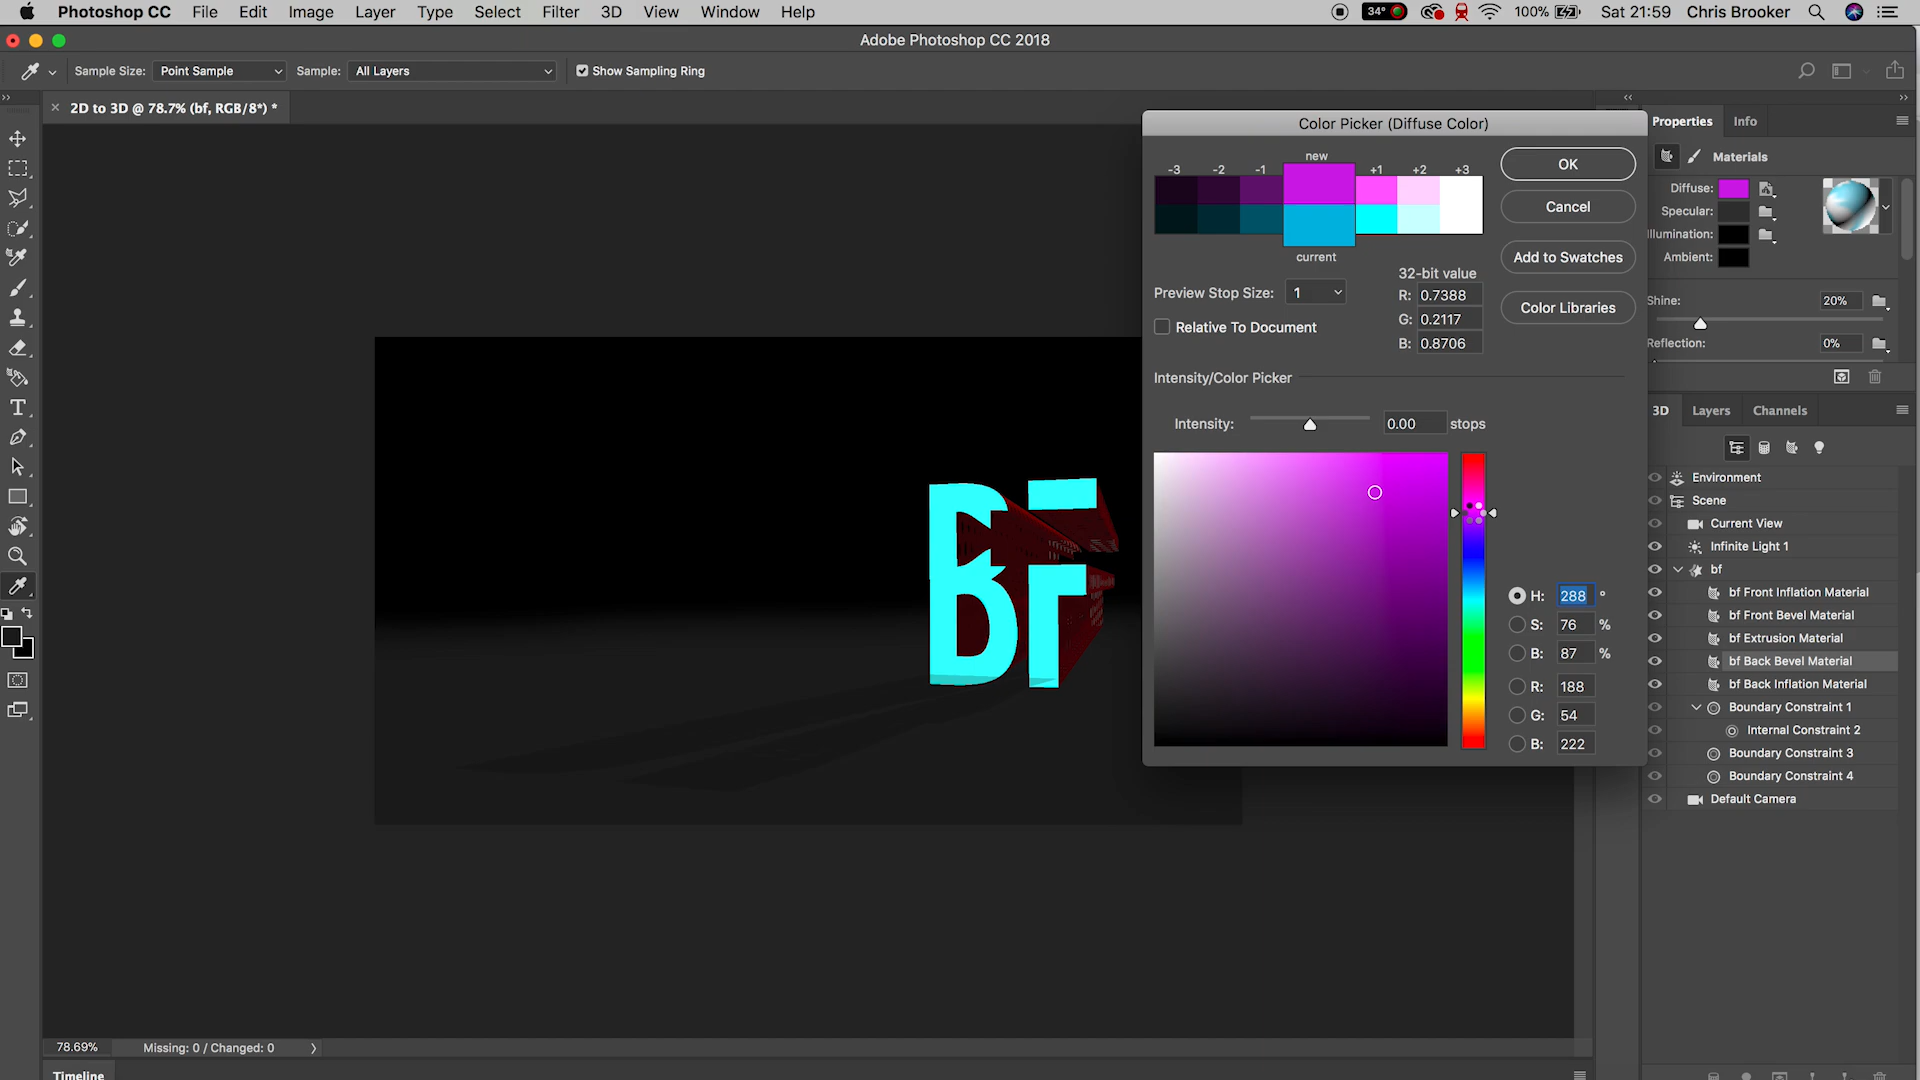 Photoshop CC File Edit Image Layer Type Select Filter 3D View Window Help 34° 100% Sat 21:59 Chris Brooker
Adobe Photoshop CC 2018
Sample Size: Point Sample Sample: All Layers Show Sampling Ring
2D to 3D @ 78.7% (bf, RGB/8*) *
Color Picker (Diffuse Color)
new
-3 -2 -1 +1 +2 +3
current
OK
Cancel
Add to Swatches
Color Libraries
Preview Stop Size: 1
Relative To Document
32-bit value
R: 0.7388
G: 0.2117
B: 0.8706
Intensity/Color Picker
Intensity: 0.00 stops
H: 288 °
S: 76 %
B: 87 %
R: 188
G: 54
B: 222
Properties Info
Materials
Diffuse:
Specular:
llumination:
Ambient:
Shine: 20%
Reflection: 0%
3D Layers Channels
Environment
Scene
Current View
Infinite Light 1
bf
bf Front Inflation Material
bf Front Bevel Material
bf Extrusion Material
bf Back Bevel Material
bf Back Inflation Material
Boundary Constraint 1
Internal Constraint 2
Boundary Constraint 3
Boundary Constraint 4
Default Camera
BF
78.69% Missing: 0 / Changed: 0
Timeline